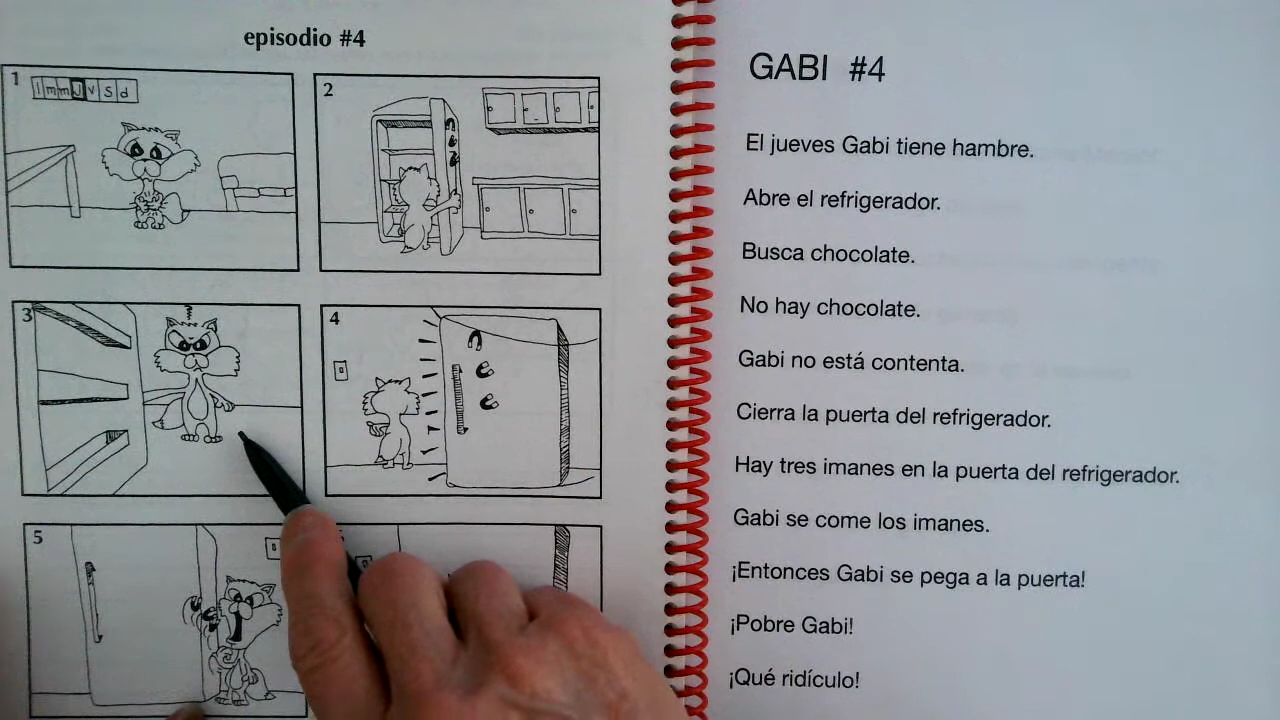 episodio #4
1
l m m J v s d
2
3
4
5
GABI #4
El jueves Gabi tiene hambre.
Abre el refrigerador.
Busca chocolate.
No hay chocolate.
Gabi no está contenta.
Cierra la puerta del refrigerador.
Hay tres imanes en la puerta del refrigerador.
Gabi se come los imanes.
¡Entonces Gabi se pega a la puerta!
¡Pobre Gabi!
¡Qué ridículo!